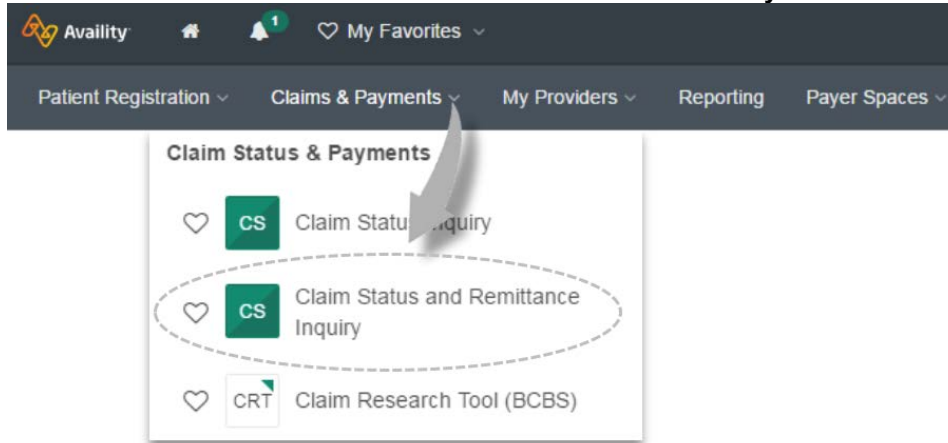 Availity 1 My Favorites
Patient Registration Claims & Payments My Providers Reporting Payer Spaces
Claim Status & Payments
CS Claim Status Inquiry
CS Claim Status and Remittance
Inquiry
CRT Claim Research Tool (BCBS)